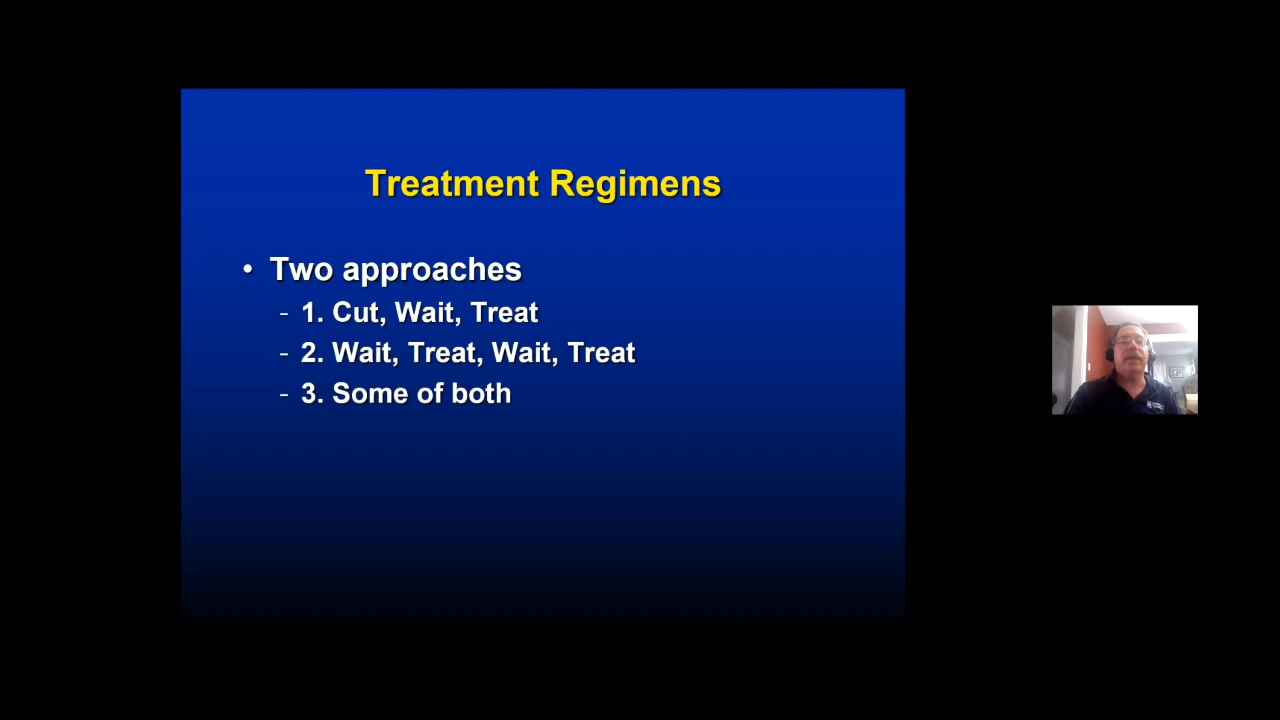 Treatment Regimens
• Two approaches
- 1. Cut, Wait, Treat
- 2. Wait, Treat, Wait, Treat
- 3. Some of both